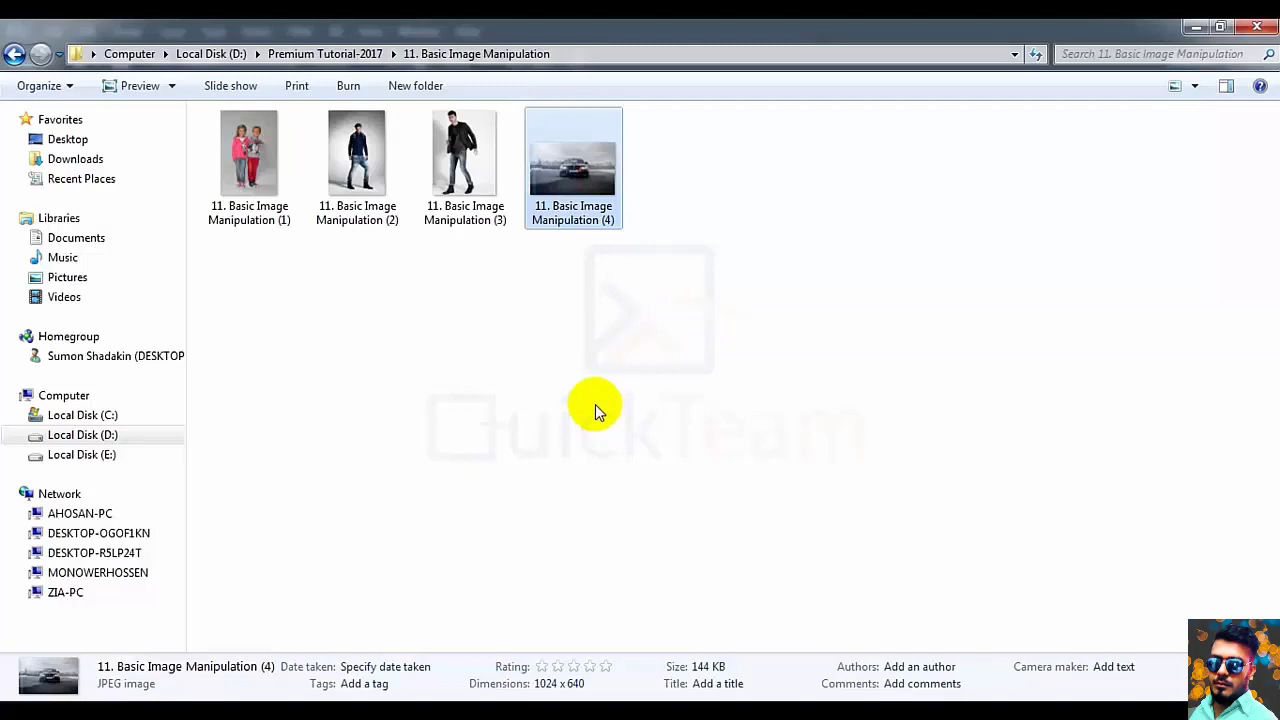 Computer Local Disk (D:) Premium Tutorial-2017 11. Basic Image Manipulation
Search 11. Basic Image Manipulation
Organize Preview Slide show Print Burn New folder
Favorites
Desktop
Downloads
Recent Places
Libraries
Documents
Music
Pictures
Videos
Homegroup
Sumon Shadakin (DESKTOP
Computer
Local Disk (C:)
Local Disk (D:)
Local Disk (E:)
Network
AHOSAN-PC
DESKTOP-OGOF1KN
DESKTOP-R5LP24T
MONOWERHOSSEN
ZIA-PC
11. Basic Image
Manipulation (1)
11. Basic Image
Manipulation (2)
11. Basic Image
Manipulation (3)
11. Basic Image
Manipulation (4)
QuickTeam
11. Basic Image Manipulation (4) Date taken: Specify date taken Rating: Size: 144 KB Authors: Add an author Camera maker: Add text
JPEG image Tags: Add a tag Dimensions: 1024 x 640 Title: Add a title Comments: Add comments